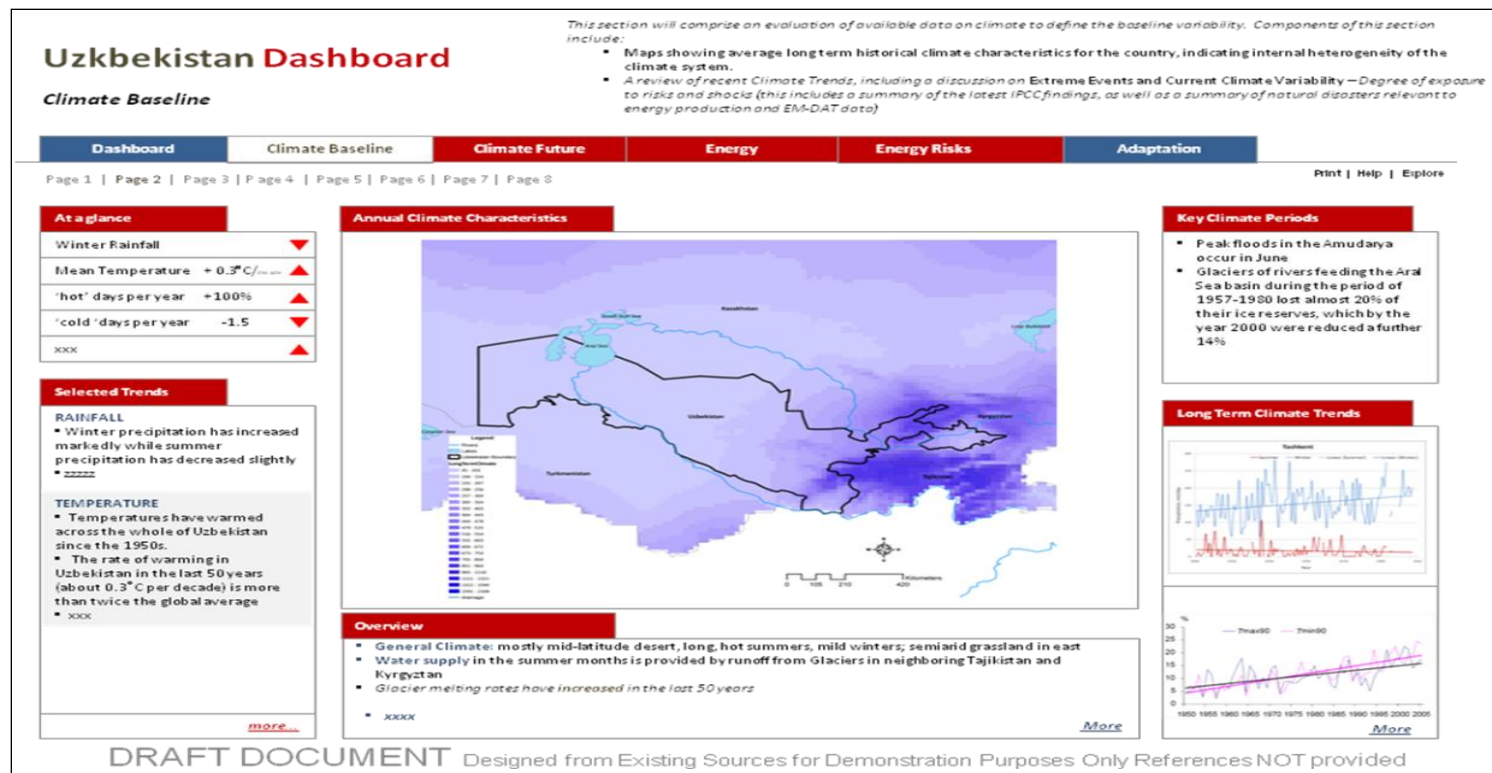 This section will comprise an evaluation of available data on climate to define the baseline variability. Components of this section
include:
▪ Maps showing average long term historical climate characteristics for the country, indicating internal heterogeneity of the
climate system.
▪ A review of recent Climate Trends, including a discussion on Extreme Events and Current Climate Variability – Degree of exposure
to risks and shocks (this includes a summary of the latest IPCC findings, as well as a summary of natural disasters relevant to
energy production and EM-DAT data)
Uzkbekistan Dashboard
Climate Baseline
Dashboard
Climate Baseline
Climate Future
Energy
Energy Risks
Adaptation
Page 1 | Page 2 | Page 3 | Page 4 | Page 5 | Page 6 | Page 7 | Page 8
Print | Help | Explore
At a glance
Winter Rainfall
Mean Temperature + 0.3°C/
'hot' days per year +100%
'cold 'days per year -1.5
xxx
Selected Trends
RAINFALL
▪ Winter precipitation has increased
markedly while summer
precipitation has decreased slightly
▪ zzzzz
TEMPERATURE
▪ Temperatures have warmed
across the whole of Uzbekistan
since the 1950s.
▪ The rate of warming in
Uzbekistan in the last 50 years
(about 0.3°C per decade) is more
than twice the global average
▪ xxx
more...
Annual Climate Characteristics
Kazakhstan
Aral Sea
Uzbekistan
Kyrgyzstan
Turkmenistan
Tajikistan
Legend
Rivers
Lakes
Uzbekistan Boundary
LongTermClimate
Kilometers
0 105 210 420
Overview
▪ General Climate: mostly mid-latitude desert, long, hot summers, mild winters; semiarid grassland in east
▪ Water supply in the summer months is provided by runoff from Glaciers in neighboring Tajikistan and
Kyrgyztan
▪ Glacier melting rates have increased in the last 50 years
▪ xxxx
More
Key Climate Periods
▪ Peak floods in the Amudarya
occur in June
▪ Glaciers of rivers feeding the Aral
Sea basin during the period of
1957-1980 lost almost 20% of
their ice reserves, which by the
year 2000 were reduced a further
14%
Long Term Climate Trends
Tashkent
Summer Winter Linear (Summer) Linear (Winter)
Year
%
Tmax90 Tmin90
30
25
20
15
10
5
0
1950 1955 1960 1965 1970 1975 1980 1985 1990 1995 2000 2005
More
DRAFT DOCUMENT Designed from Existing Sources for Demonstration Purposes Only References NOT provided